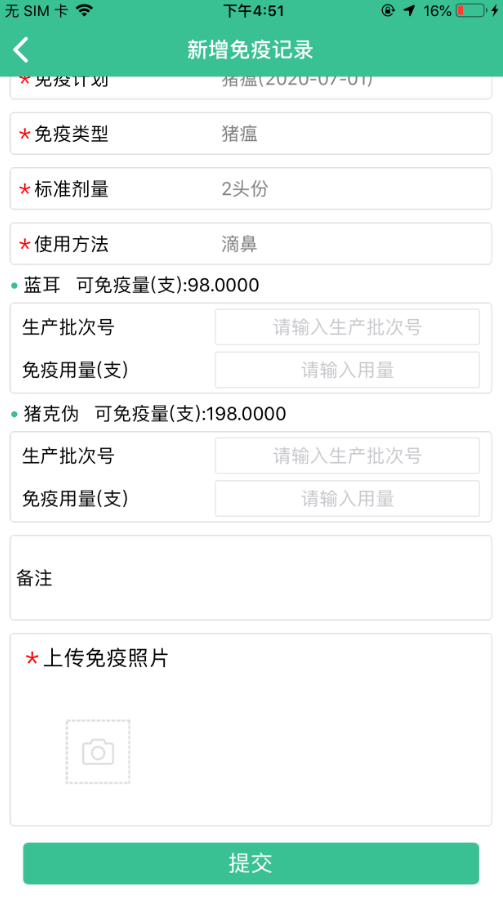 无 SIM 卡 下午4:51 16%
新增免疫记录
*免疫计划 猪瘟(2020-07-01)
*免疫类型 猪瘟
*标准剂量 2头份
*使用方法 滴鼻
蓝耳 可免疫量(支):98.0000
生产批次号 请输入生产批次号
免疫用量(支) 请输入用量
猪克伪 可免疫量(支):198.0000
生产批次号 请输入生产批次号
免疫用量(支) 请输入用量
备注
*上传免疫照片
提交